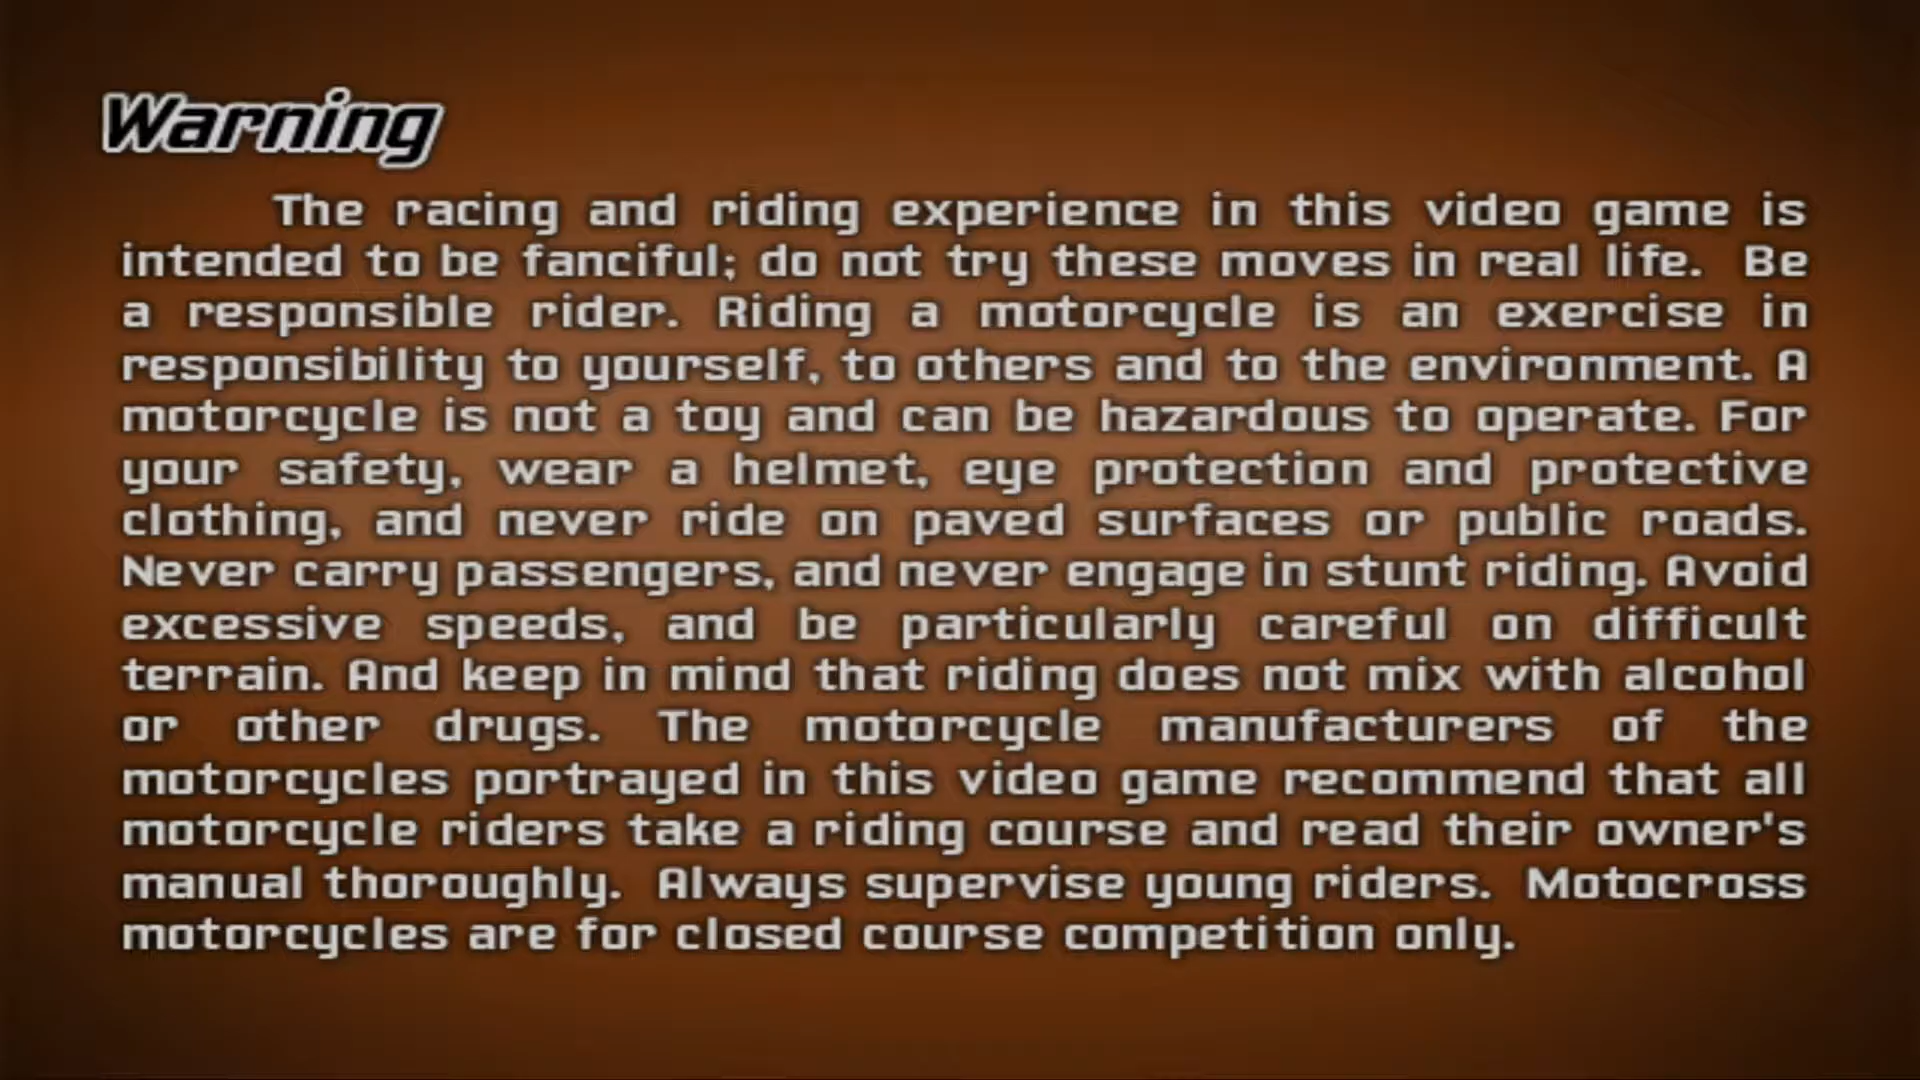 Warning
The racing and riding experience in this video game is
intended to be fanciful; do not try these moves in real life. Be
a responsible rider. Riding a motorcycle is an exercise in
responsibility to yourself, to others and to the environment. A
motorcycle is not a toy and can be hazardous to operate. For
your safety, wear a helmet, eye protection and protective
clothing, and never ride on paved surfaces or public roads.
Never carry passengers, and never engage in stunt riding. Avoid
excessive speeds, and be particularly careful on difficult
terrain. And keep in mind that riding does not mix with alcohol
or other drugs. The motorcycle manufacturers of the
motorcycles portrayed in this video game recommend that all
motorcycle riders take a riding course and read their owner's
manual thoroughly. Always supervise young riders. Motocross
motorcycles are for closed course competition only.